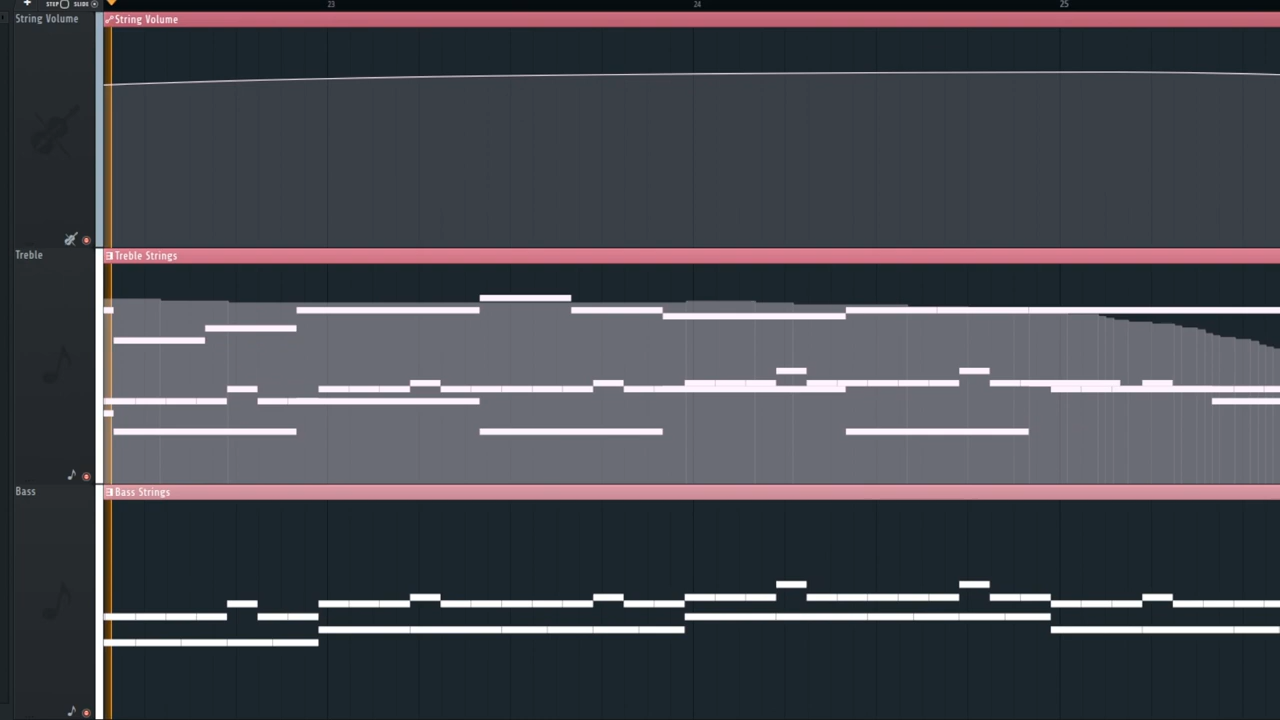 STEP SLIDE
23
24
25
String Volume
String Volume
Treble
Treble Strings
Bass
Bass Strings